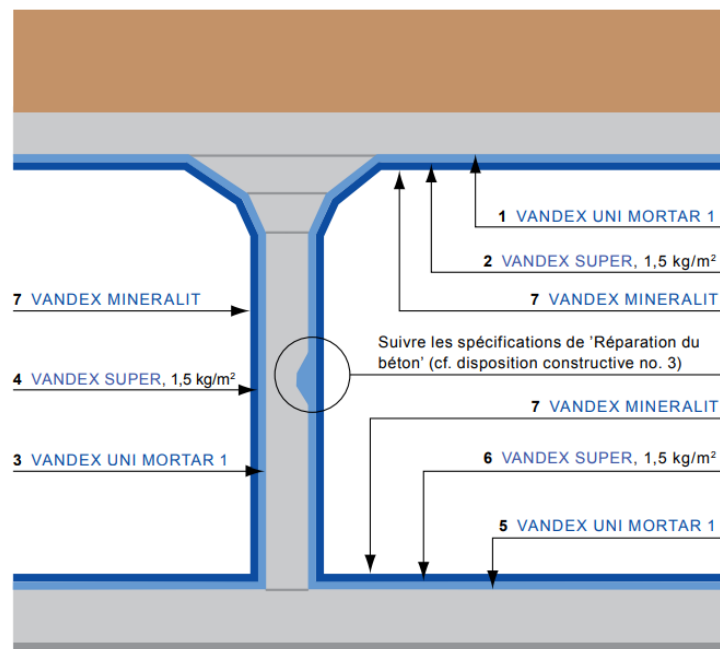 1 VANDEX UNI MORTAR 1
2 VANDEX SUPER, 1,5 kg/m²
7 VANDEX MINERALIT
7 VANDEX MINERALIT
Suivre les spécifications de 'Réparation du
béton' (cf. disposition constructive no. 3)
4 VANDEX SUPER, 1,5 kg/m²
7 VANDEX MINERALIT
3 VANDEX UNI MORTAR 1
6 VANDEX SUPER, 1,5 kg/m²
5 VANDEX UNI MORTAR 1